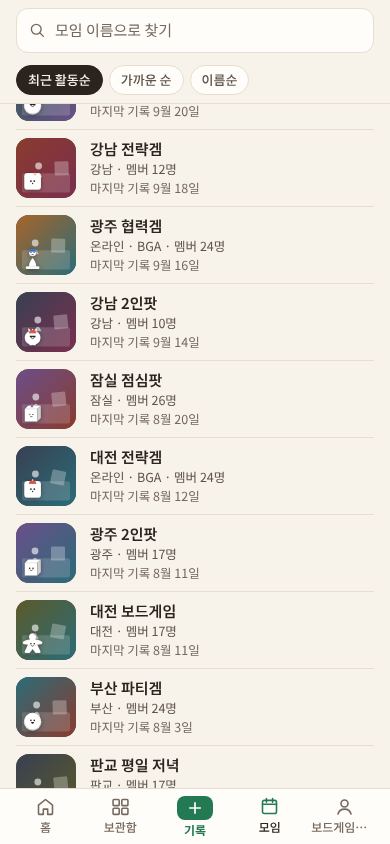 모임 이름으로 찾기
최근 활동순
가까운 순
이름순
마지막 기록 9월 20일
강남 전략겜
강남 · 멤버 12명
마지막 기록 9월 18일
광주 협력겜
온라인 · BGA · 멤버 24명
마지막 기록 9월 16일
강남 2인팟
강남 · 멤버 10명
마지막 기록 9월 14일
잠실 점심팟
잠실 · 멤버 26명
마지막 기록 8월 20일
대전 전략겜
온라인 · BGA · 멤버 24명
마지막 기록 8월 12일
광주 2인팟
광주 · 멤버 17명
마지막 기록 8월 11일
대전 보드게임
대전 · 멤버 17명
마지막 기록 8월 11일
부산 파티겜
부산 · 멤버 24명
마지막 기록 8월 3일
판교 평일 저녁
홈
보관함
기록
모임
보드게임…